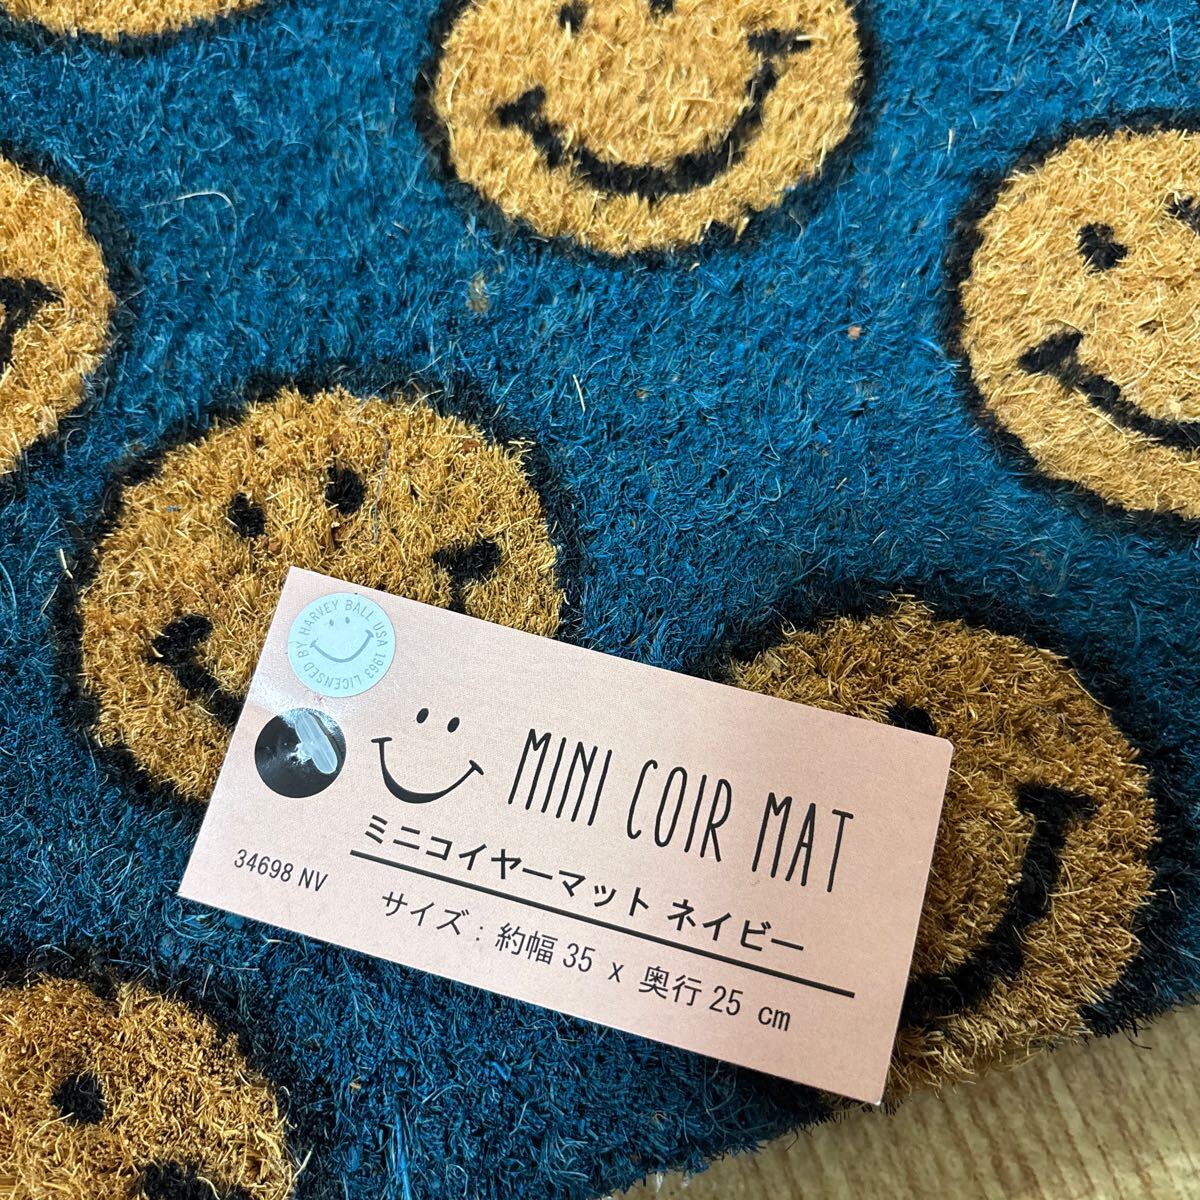 HARVEY BALL USA 1963 LICENSED BY
MINI COIR MAT
ミニコイヤーマット ネイビー
34698 NV
サイズ : 約幅 35 x 奥行 25 cm